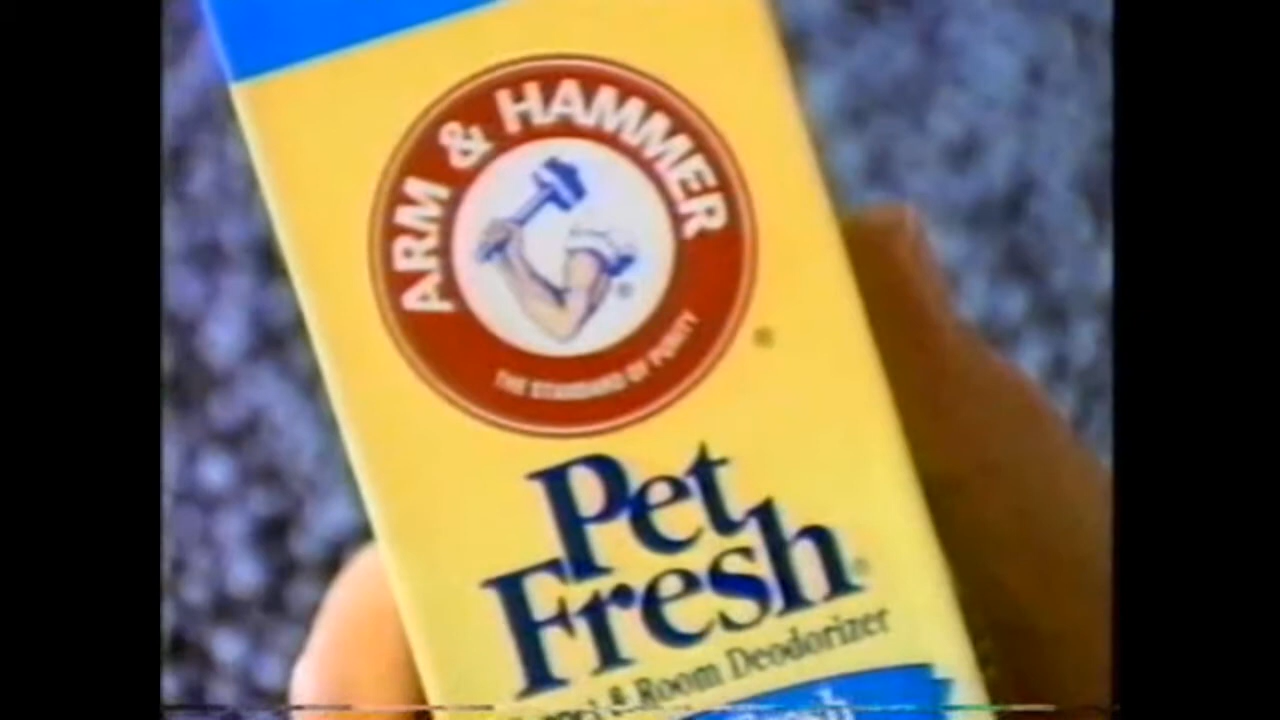 ARM & HAMMER
THE STANDARD OF PURITY
Pet
Fresh
& Room Deodorizer